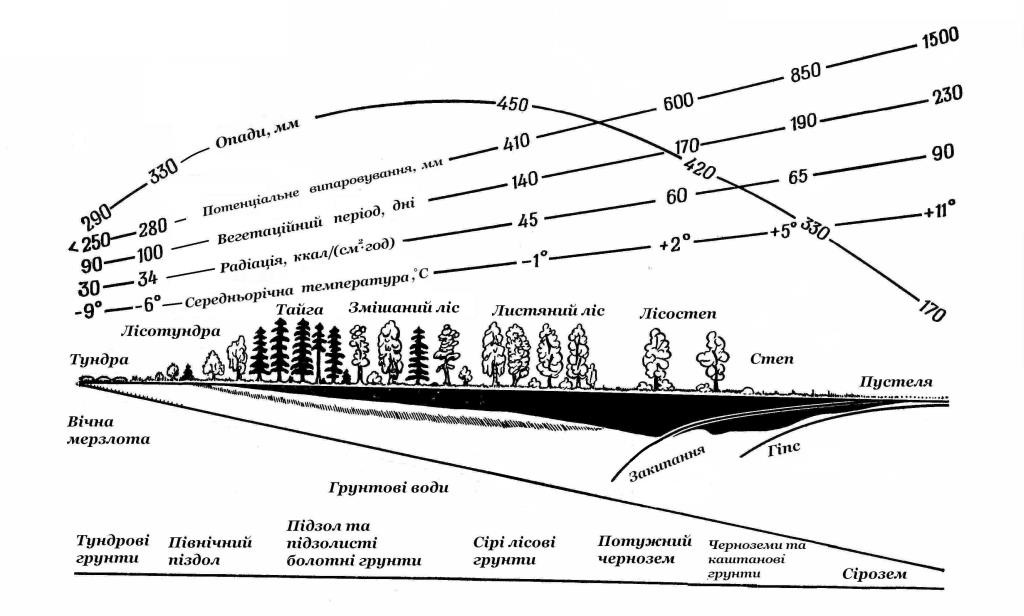 Опади, мм
290 330 450 420 330 170
Потенціальне випаровування, мм
< 250 280 410 600 850 1500
Вегетаційний період, дні
90 100 140 170 190 230
Радіація, ккал/(см²·год)
30 34 45 60 65 90
Середньорічна температура,°С
-9° -6° -1° +2° +5° +11°
Тундра
Лісотундра
Тайга
Змішаний ліс
Листяний ліс
Лісостеп
Степ
Пустеля
Вічна
мерзлота
Закипання
Гіпс
Грунтові води
Тундрові
грунти
Північний
піздол
Підзол та
підзолисті
болотні грунти
Сірі лісові
грунти
Потужний
чернозем
Черноземи та
каштанові
грунти
Сірозем